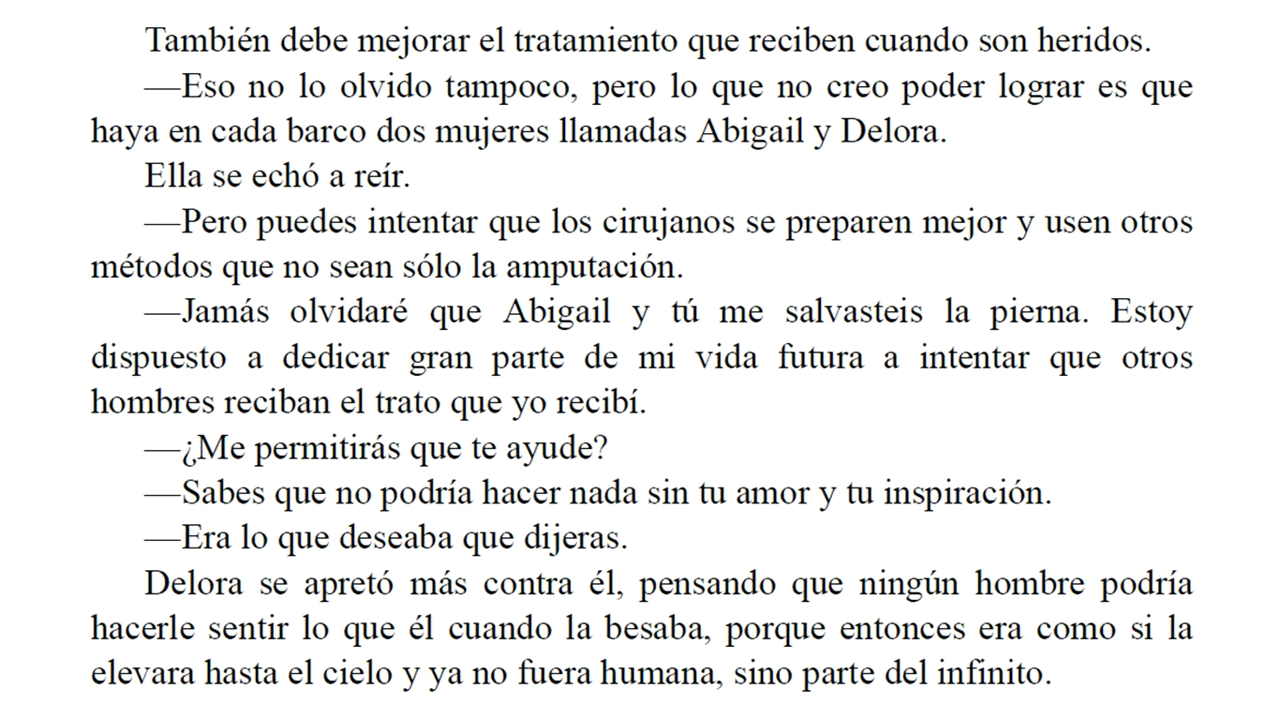 También debe mejorar el tratamiento que reciben cuando son heridos.
—Eso no lo olvido tampoco, pero lo que no creo poder lograr es que
haya en cada barco dos mujeres llamadas Abigail y Delora.
Ella se echó a reír.
—Pero puedes intentar que los cirujanos se preparen mejor y usen otros
métodos que no sean sólo la amputación.
—Jamás olvidaré que Abigail y tú me salvasteis la pierna. Estoy
dispuesto a dedicar gran parte de mi vida futura a intentar que otros
hombres reciban el trato que yo recibí.
—¿Me permitirás que te ayude?
—Sabes que no podría hacer nada sin tu amor y tu inspiración.
—Era lo que deseaba que dijeras.
Delora se apretó más contra él, pensando que ningún hombre podría
hacerle sentir lo que él cuando la besaba, porque entonces era como si la
elevara hasta el cielo y ya no fuera humana, sino parte del infinito.